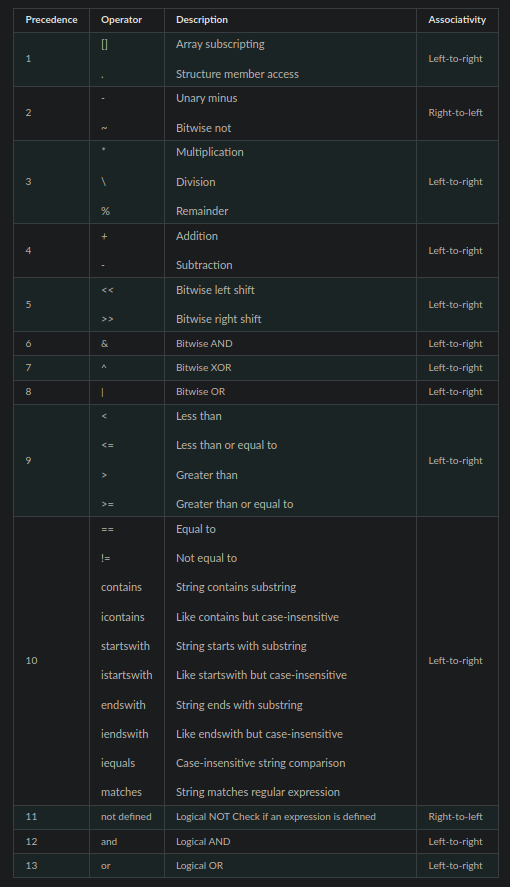 Precedence Operator Description Associativity
1 Left-to-right
[] Array subscripting
. Structure member access
2 Right-to-left
- Unary minus
~ Bitwise not
3 Left-to-right
* Multiplication
\ Division
% Remainder
4 Left-to-right
+ Addition
- Subtraction
5 Left-to-right
<< Bitwise left shift
>> Bitwise right shift
6 & Bitwise AND Left-to-right
7 ^ Bitwise XOR Left-to-right
8 | Bitwise OR Left-to-right
9 Left-to-right
< Less than
<= Less than or equal to
> Greater than
>= Greater than or equal to
10 Left-to-right
== Equal to
!= Not equal to
contains String contains substring
icontains Like contains but case-insensitive
startswith String starts with substring
istartswith Like startswith but case-insensitive
endswith String ends with substring
iendswith Like endswith but case-insensitive
iequals Case-insensitive string comparison
matches String matches regular expression
11 not defined Logical NOT Check if an expression is defined Right-to-left
12 and Logical AND Left-to-right
13 or Logical OR Left-to-right